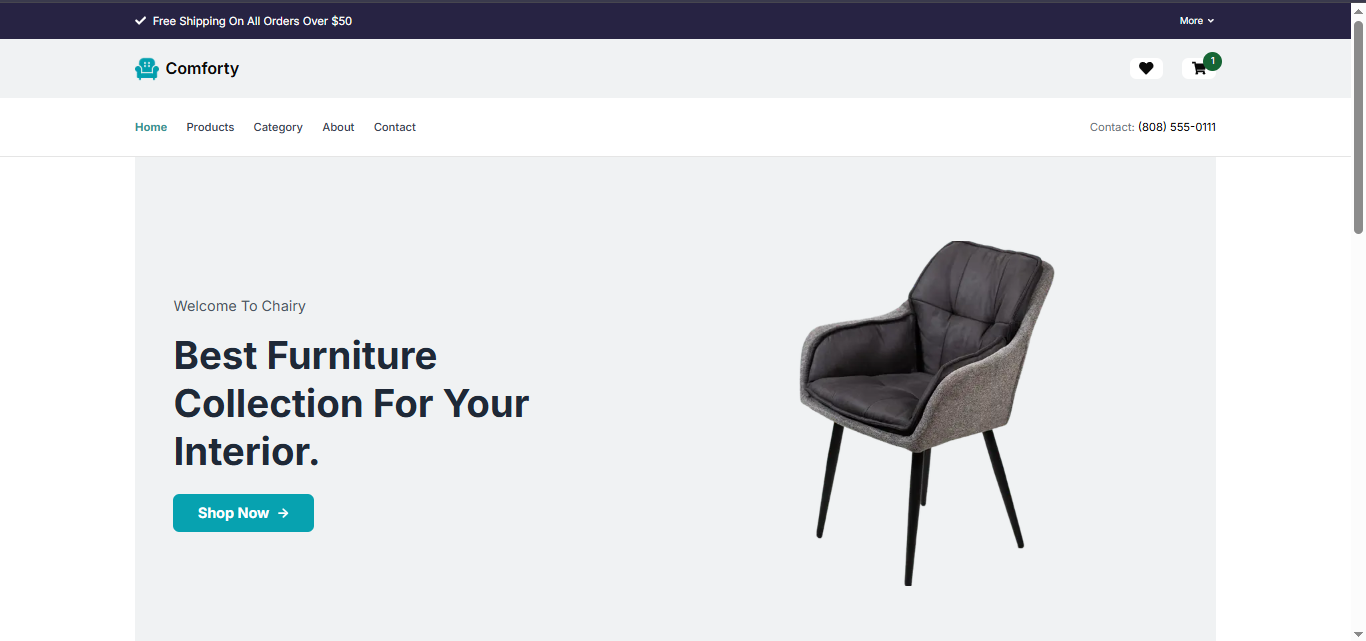 Free Shipping On All Orders Over $50
More
Comforty
1
Home Products Category About Contact
Contact: (808) 555-0111
Welcome To Chairy
Best Furniture
Collection For Your
Interior.
Shop Now →